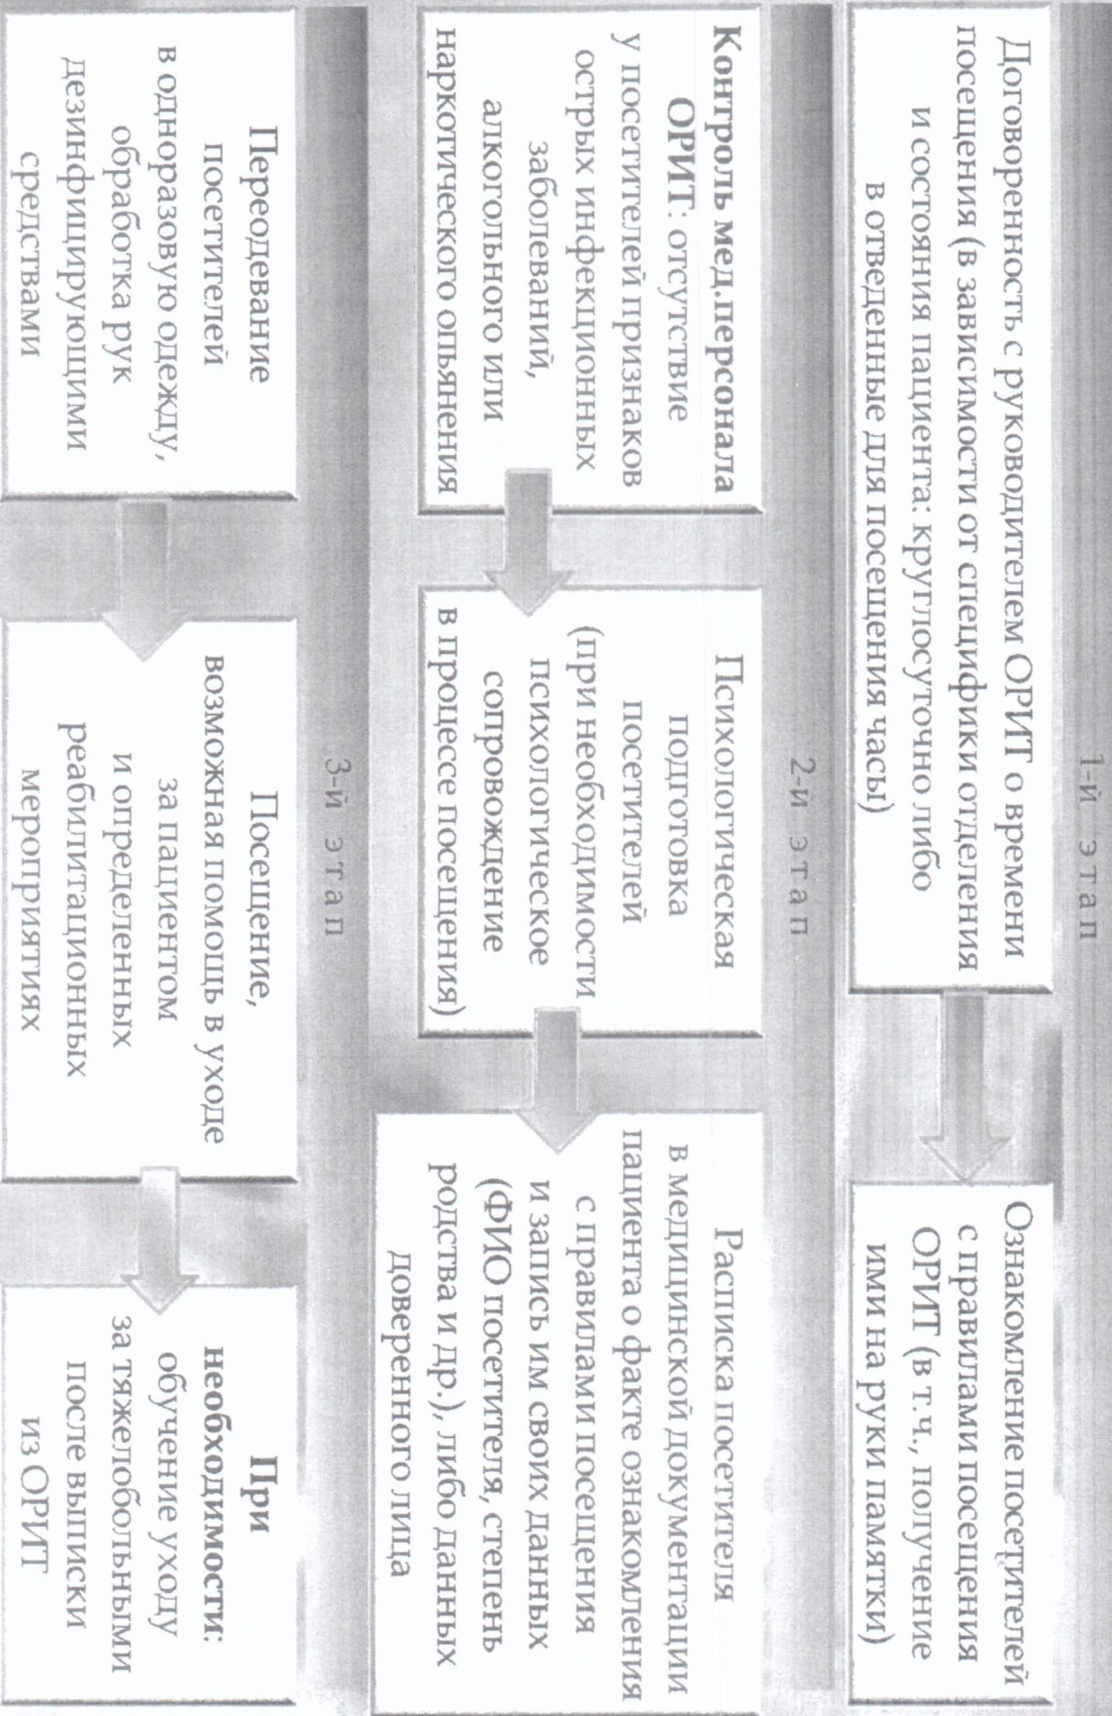 1-й этап
Договоренность с руководителем ОРИТ о времени
посещения (в зависимости от специфики отделения
и состояния пациента: круглосуточно либо
в отведенные для посещения часы)
Ознакомление посетителей
с правилами посещения
ОРИТ (в т.ч., получение
ими на руки памятки)
2-й этап
Контроль мед.персонала
ОРИТ: отсутствие
у посетителей признаков
острых инфекционных
заболеваний,
алкогольного или
наркотического опьянения
Психологическая
подготовка
посетителей
(при необходимости
психологическое
сопровождение
в процессе посещения)
Расписка посетителя
в медицинской документации
пациента о факте ознакомления
с правилами посещения
и запись им своих данных
(ФИО посетителя, степень
родства и др.), либо данных
доверенного лица
3-й этап
Переодевание
посетителей
в одноразовую одежду,
обработка рук
дезинфицирующими
средствами
Посещение,
возможная помощь в уходе
за пациентом
и определенных
реабилитационных
мероприятиях
При
необходимости:
обучение уходу
за тяжелобольными
после выписки
из ОРИТ